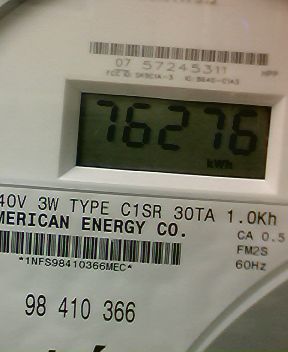 07 57245311
HPP
76276
kWh
40V 3W TYPE C1SR 30TA 1.0Kh
MERICAN ENERGY CO.
CA 0.5
FM2S
*1NFS98410366MEC*
60Hz
98 410 366